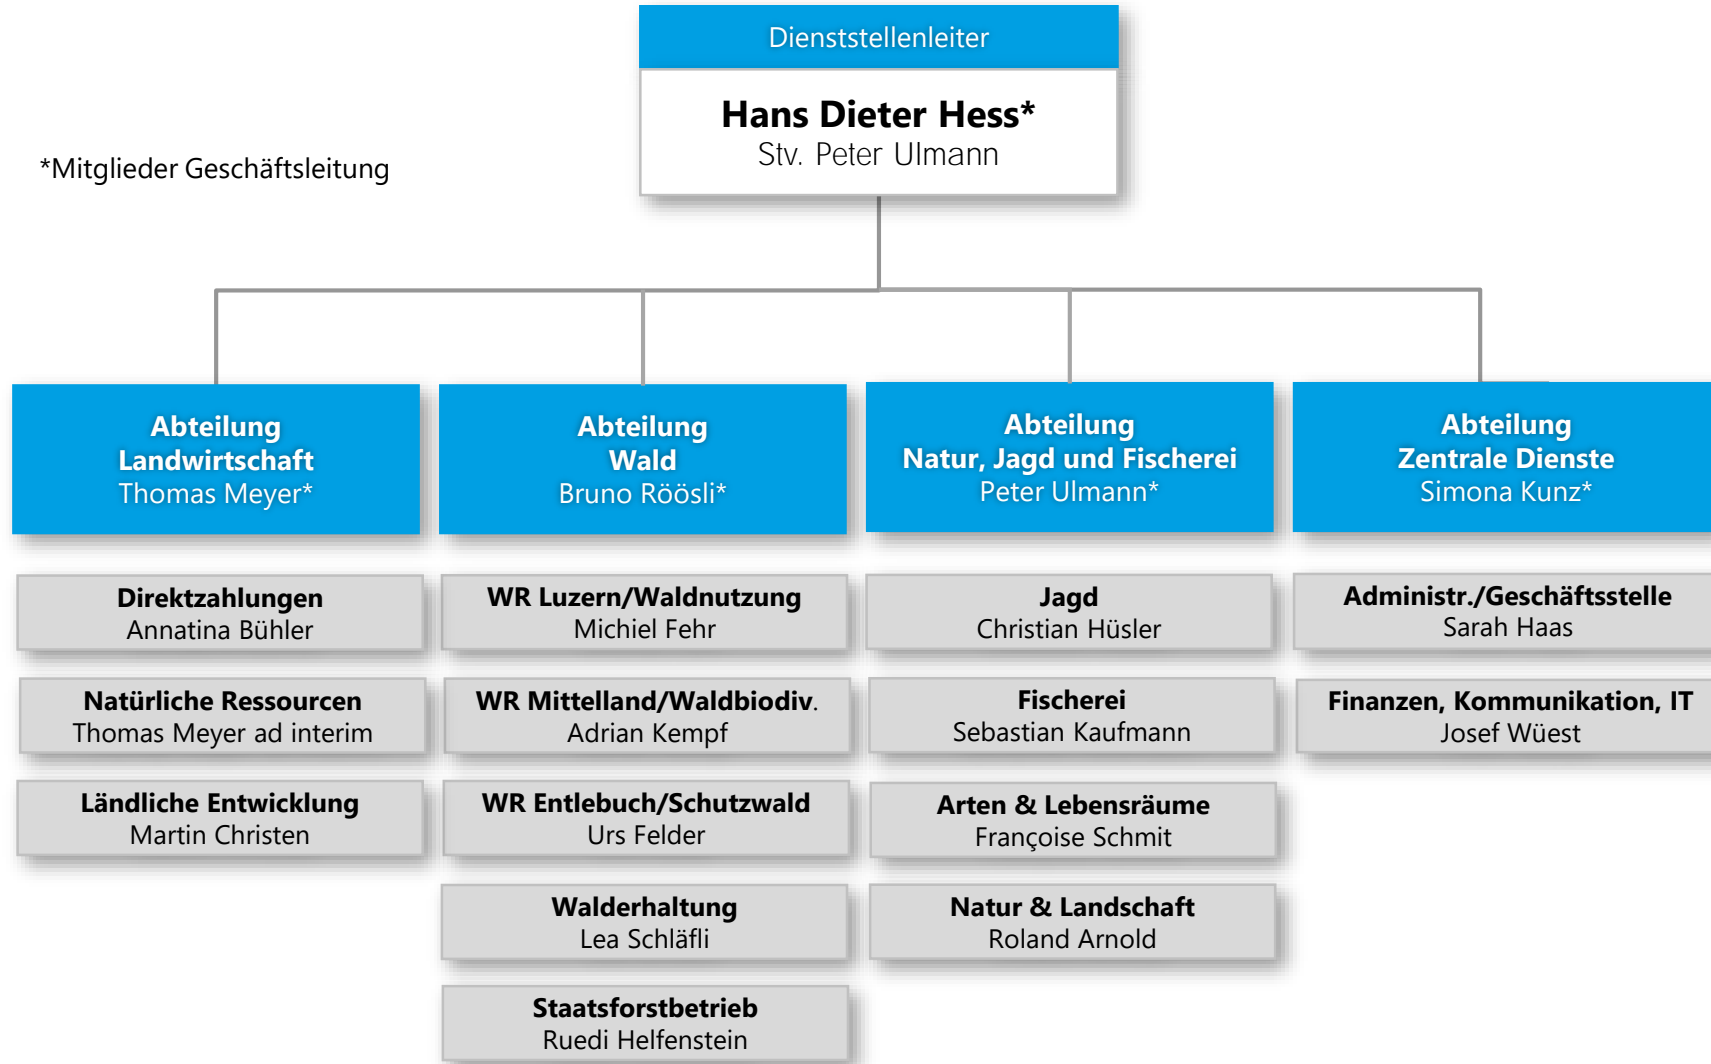 Dienststellenleiter
Hans Dieter Hess*
Stv. Peter Ulmann
*Mitglieder Geschäftsleitung
Abteilung
Landwirtschaft
Thomas Meyer*
Direktzahlungen
Annatina Bühler
Natürliche Ressourcen
Thomas Meyer ad interim
Ländliche Entwicklung
Martin Christen
Abteilung
Wald
Bruno Röösli*
WR Luzern/Waldnutzung
Michiel Fehr
WR Mittelland/Waldbiodiv.
Adrian Kempf
WR Entlebuch/Schutzwald
Urs Felder
Walderhaltung
Lea Schläfli
Staatsforstbetrieb
Ruedi Helfenstein
Abteilung
Natur, Jagd und Fischerei
Peter Ulmann*
Jagd
Christian Hüsler
Fischerei
Sebastian Kaufmann
Arten & Lebensräume
Françoise Schmit
Natur & Landschaft
Roland Arnold
Abteilung
Zentrale Dienste
Simona Kunz*
Administr./Geschäftsstelle
Sarah Haas
Finanzen, Kommunikation, IT
Josef Wüest